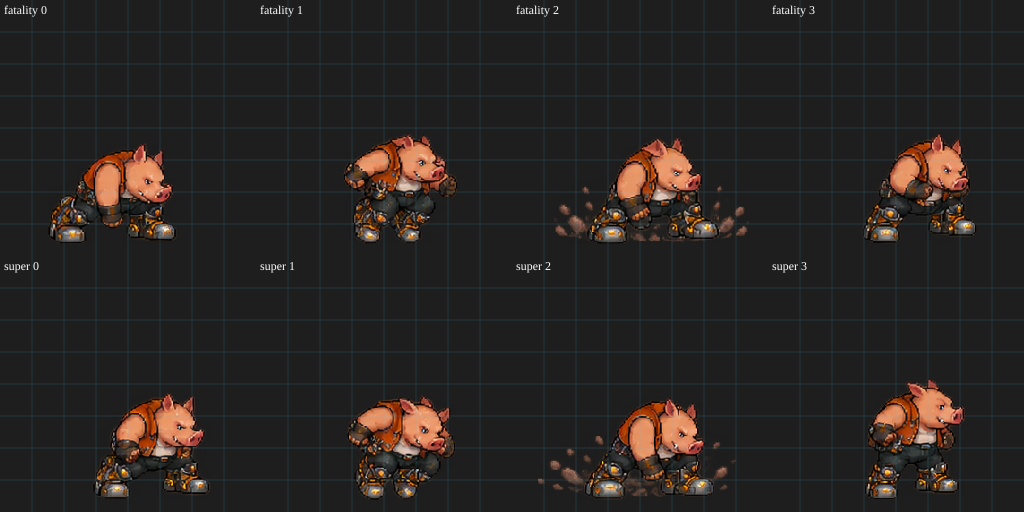 fatality 0
fatality 1
fatality 2
fatality 3
super 0
super 1
super 2
super 3